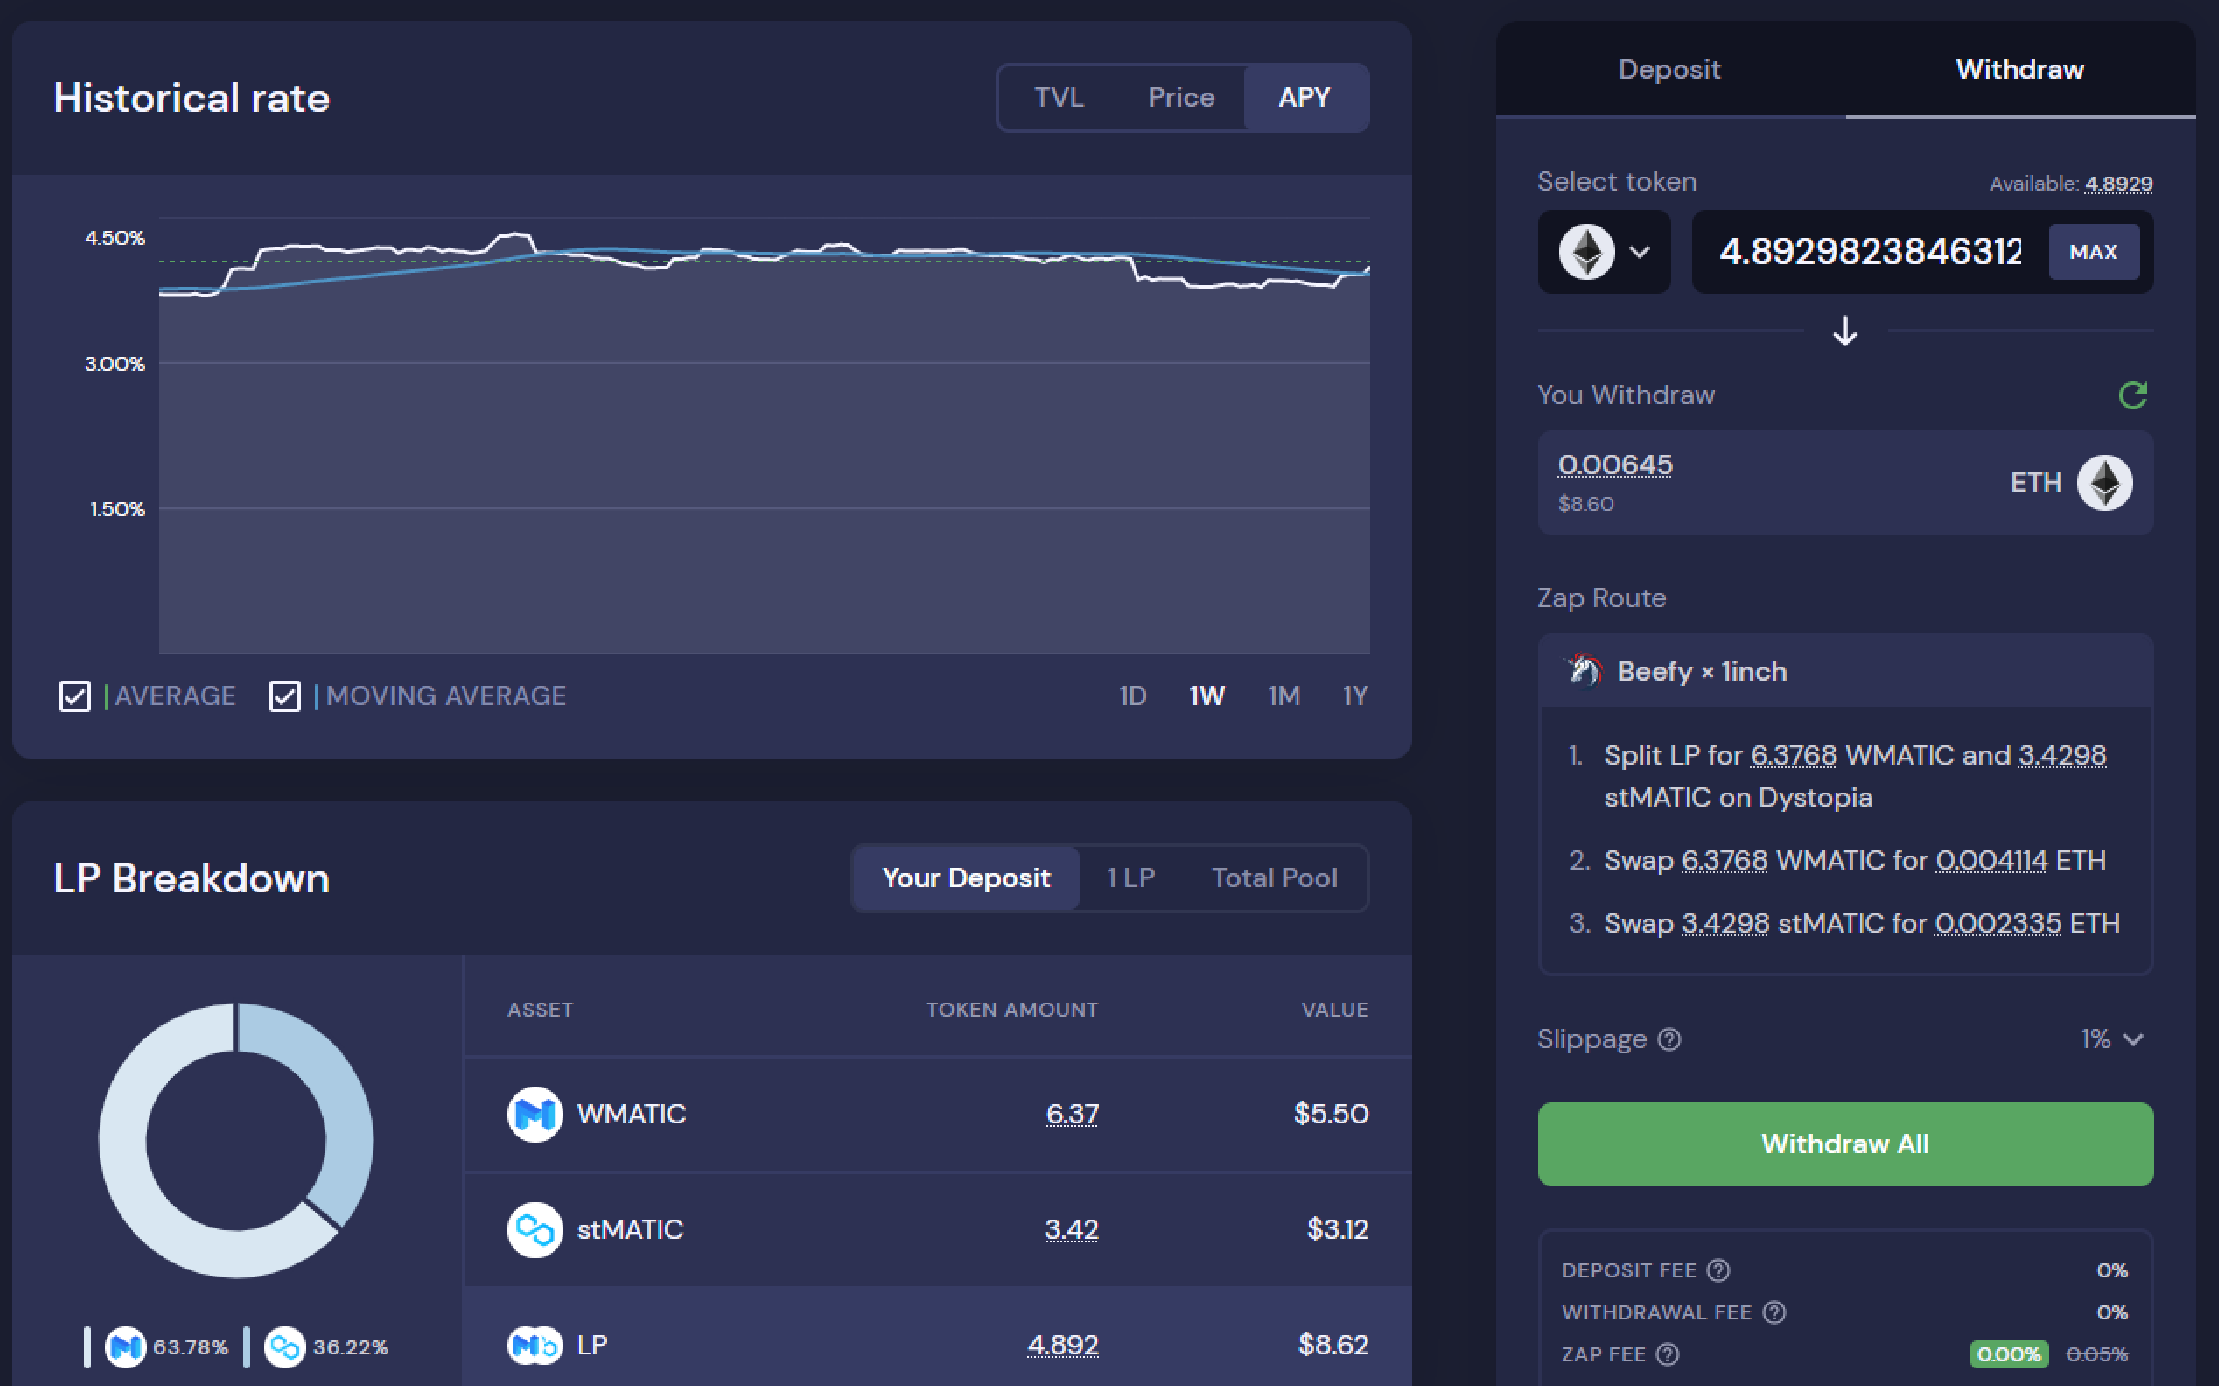 Historical rate
TVL Price APY
4.50%
3.00%
1.50%
AVERAGE MOVING AVERAGE
1D 1W 1M 1Y
LP Breakdown
Your Deposit 1 LP Total Pool
63.78% 36.22%
ASSET TOKEN AMOUNT VALUE
WMATIC 6.37 $5.50
stMATIC 3.42 $3.12
LP 4.892 $8.62
Deposit Withdraw
Select token Available: 4.8929
4.8929823846312 MAX
You Withdraw
0.00645
$8.60
ETH
Zap Route
Beefy × 1inch
1. Split LP for 6.3768 WMATIC and 3.4298
stMATIC on Dystopia
2. Swap 6.3768 WMATIC for 0.004114 ETH
3. Swap 3.4298 stMATIC for 0.002335 ETH
Slippage 1%
Withdraw All
DEPOSIT FEE 0%
WITHDRAWAL FEE 0%
ZAP FEE 0.00% 0.05%